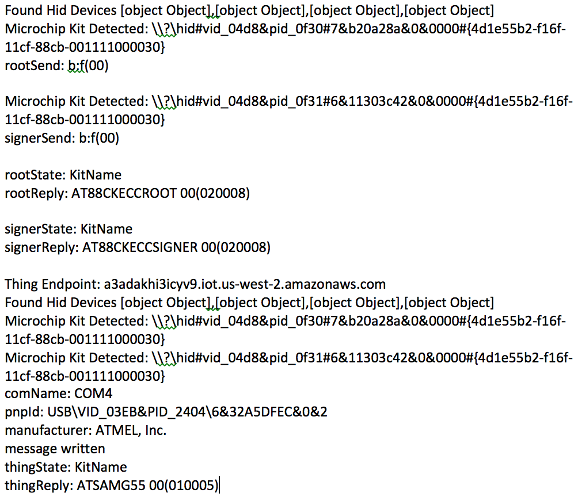 Found Hid Devices [object Object],[object Object],[object Object],[object Object]
Microchip Kit Detected: \\?\hid#vid_04d8&pid_0f30#7&b20a28a&0&0000#{4d1e55b2-f16f-
11cf-88cb-001111000030}
rootSend: b:f(00)
Microchip Kit Detected: \\?\hid#vid_04d8&pid_0f31#6&11303c42&0&0000#{4d1e55b2-f16f-
11cf-88cb-001111000030}
signerSend: b:f(00)
rootState: KitName
rootReply: AT88CKECCROOT 00(020008)
signerState: KitName
signerReply: AT88CKECCSIGNER 00(020008)
Thing Endpoint: a3adakhi3icyv9.iot.us-west-2.amazonaws.com
Found Hid Devices [object Object],[object Object],[object Object],[object Object]
Microchip Kit Detected: \\?\hid#vid_04d8&pid_0f30#7&b20a28a&0&0000#{4d1e55b2-f16f-
11cf-88cb-001111000030}
Microchip Kit Detected: \\?\hid#vid_04d8&pid_0f31#6&11303c42&0&0000#{4d1e55b2-f16f-
11cf-88cb-001111000030}
comName: COM4
pnpId: USB\VID_03EB&PID_2404\6&32A5DFEC&0&2
manufacturer: ATMEL, Inc.
message written
thingState: KitName
thingReply: ATSAMG55 00(010005)